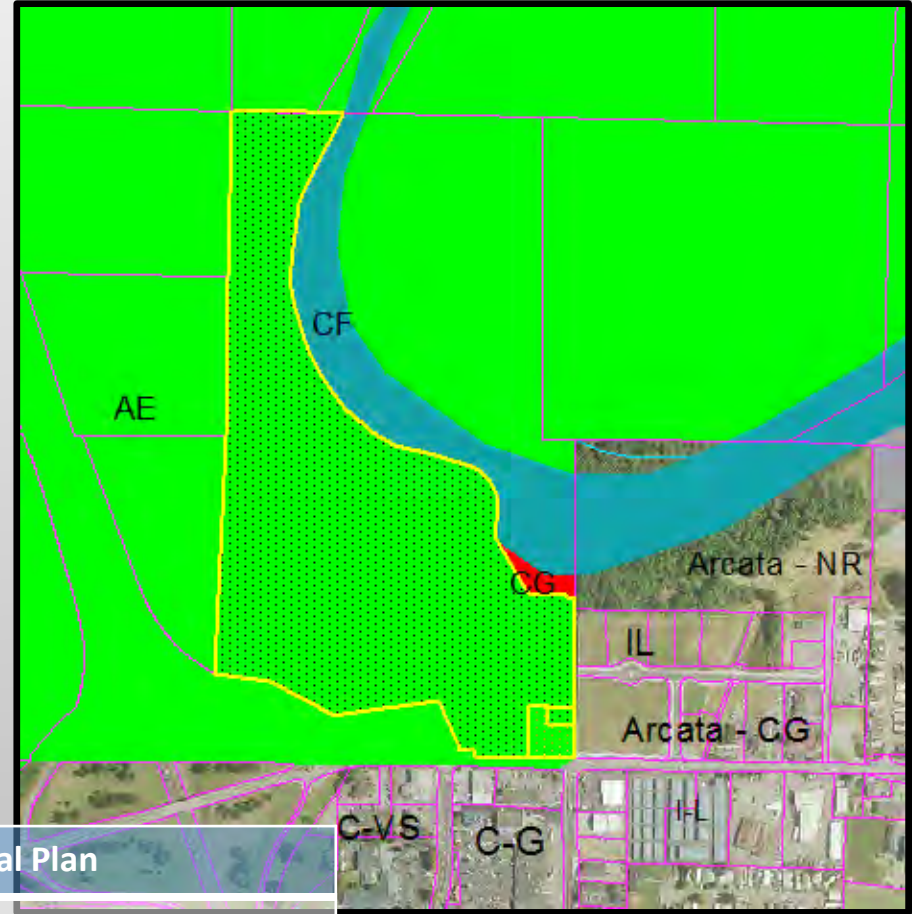 CF
AE
CG
Arcata - NR
IL
Arcata - CG
I-L
C-VS
C-G
al Plan